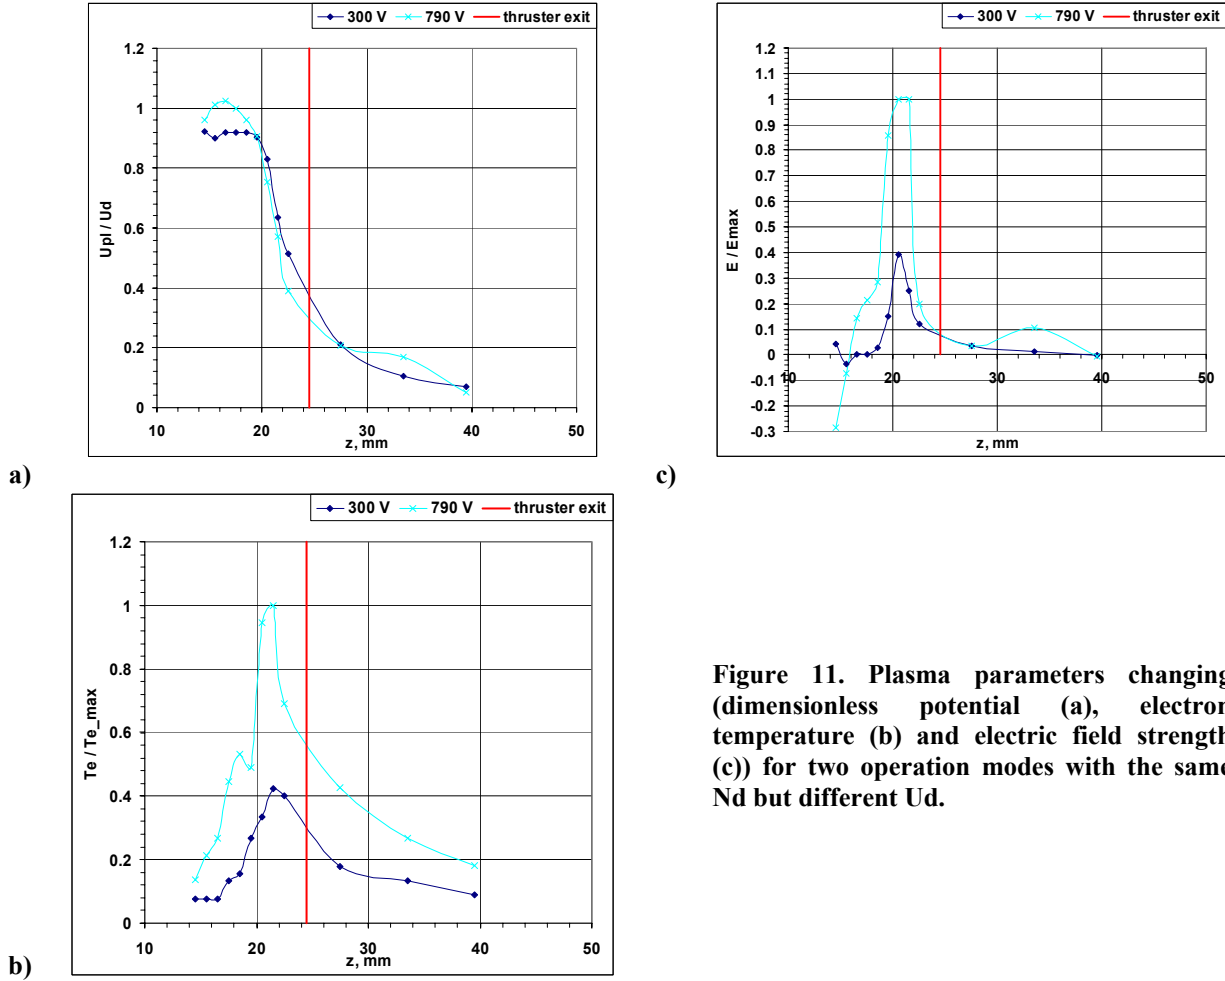 300 V 790 V thruster exit
1.2
1
0.8
0.6
0.4
0.2
0
Upl / Ud
10 20 30 40 50
z, mm
a)
300 V 790 V thruster exit
1.2
1.1
1
0.9
0.8
0.7
0.6
0.5
0.4
0.3
0.2
0.1
0
-0.1
-0.2
-0.3
E / Emax
10 20 30 40 50
z, mm
c)
300 V 790 V thruster exit
1.2
1
0.8
0.6
0.4
0.2
0
Te / Te_max
10 20 30 40 50
z, mm
b)
Figure 11. Plasma parameters changing
(dimensionless potential (a), electron
temperature (b) and electric field strength
(c)) for two operation modes with the same
Nd but different Ud.